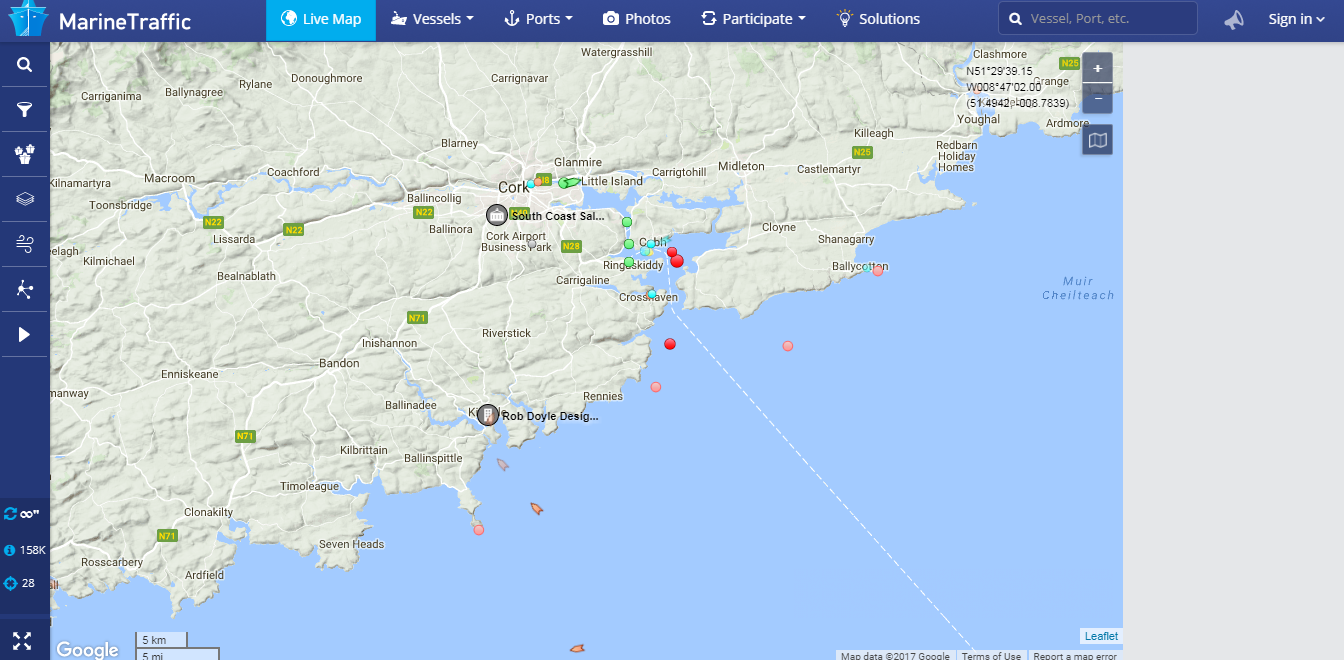 MarineTraffic
Live Map
Vessels
Ports
Photos
Participate
Solutions
Vessel, Port, etc.
Sign in
Watergrasshill
Clashmore
N25
N51°29'39.15
Grange
W008°47'02.00
(51.4942, -008.7839)
Donoughmore
Carrignavar
Rylane
Ballynagree
Carriganima
Youghal
Ardmore
Killeagh
Blarney
Redbarn
Holiday
Homes
N25
Glanmire
Midleton
Castlemartyr
Macroom
Coachford
Carrigtohill
Kilnamartyra
Cork
N8
Little Island
Toonsbridge
Ballincollig
N22
N22
N22
N40
South Coast Sal...
Ballinora
Cork Airport
Business Park
N28
Cobh
Cloyne
Shanagarry
Lissarda
Kilmichael
Bealnablath
Ringaskiddy
Ballycotton
Carrigaline
Crosshaven
Muir
Cheilteach
N71
Riverstick
Inishannon
Bandon
Enniskeane
Rennies
Ballinadee
Rob Doyle Desig...
N71
Kilbrittain
Ballinspittle
Timoleague
Clonakilty
N71
Seven Heads
Rosscarbery
Ardfield
∞"
158K
28
5 km
5 mi
Google
Leaflet
Map data ©2017 Google
Terms of Use
Report a map error